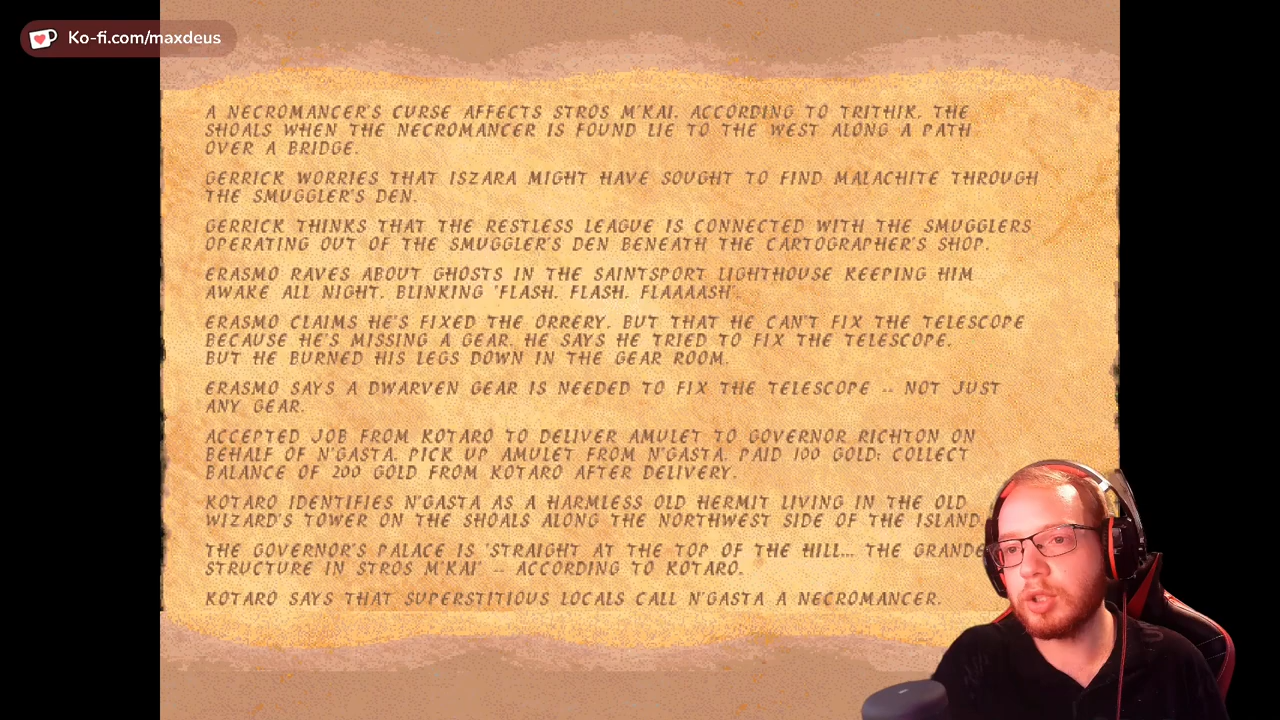 Ko-fi.com/maxdeus
A NECROMANCER'S CURSE AFFECTS STROS M'KAI. ACCORDING TO TRITHIK, THE
SHOALS WHEN THE NECROMANCER IS FOUND LIE TO THE WEST ALONG A PATH
OVER A BRIDGE.
GERRICK WORRIES THAT ISZARA MIGHT HAVE SOUGHT TO FIND MALACHITE THROUGH
THE SMUGGLER'S DEN.
GERRICK THINKS THAT THE RESTLESS LEAGUE IS CONNECTED WITH THE SMUGGLERS
OPERATING OUT OF THE SMUGGLER'S DEN BENEATH THE CARTOGRAPHER'S SHOP.
ERASMO RAVES ABOUT GHOSTS IN THE SAINTSPORT LIGHTHOUSE KEEPING HIM
AWAKE ALL NIGHT, BLINKING "FLASH, FLASH, FLAAAASH".
ERASMO CLAIMS HE'S FIXED THE ORRERY, BUT THAT HE CAN'T FIX THE TELESCOPE
BECAUSE HE'S MISSING A GEAR. HE SAYS HE TRIED TO FIX THE TELESCOPE,
BUT HE BURNED HIS LEGS DOWN IN THE GEAR ROOM.
ERASMO SAYS A DWARVEN GEAR IS NEEDED TO FIX THE TELESCOPE -- NOT JUST
ANY GEAR.
ACCEPTED JOB FROM KOTARO TO DELIVER AMULET TO GOVERNOR RICHTON ON
BEHALF OF N'GASTA. PICK UP AMULET FROM N'GASTA. PAID 100 GOLD; COLLECT
BALANCE OF 200 GOLD FROM KOTARO AFTER DELIVERY.
KOTARO IDENTIFIES N'GASTA AS A HARMLESS OLD HERMIT LIVING IN THE OLD
WIZARD'S TOWER ON THE SHOALS ALONG THE NORTHWEST SIDE OF THE ISLAND.
THE GOVERNOR'S PALACE IS "STRAIGHT AT THE TOP OF THE HILL... THE GRANDE
STRUCTURE IN STROS M'KAI" -- ACCORDING TO KOTARO.
KOTARO SAYS THAT SUPERSTITIOUS LOCALS CALL N'GASTA A NECROMANCER.